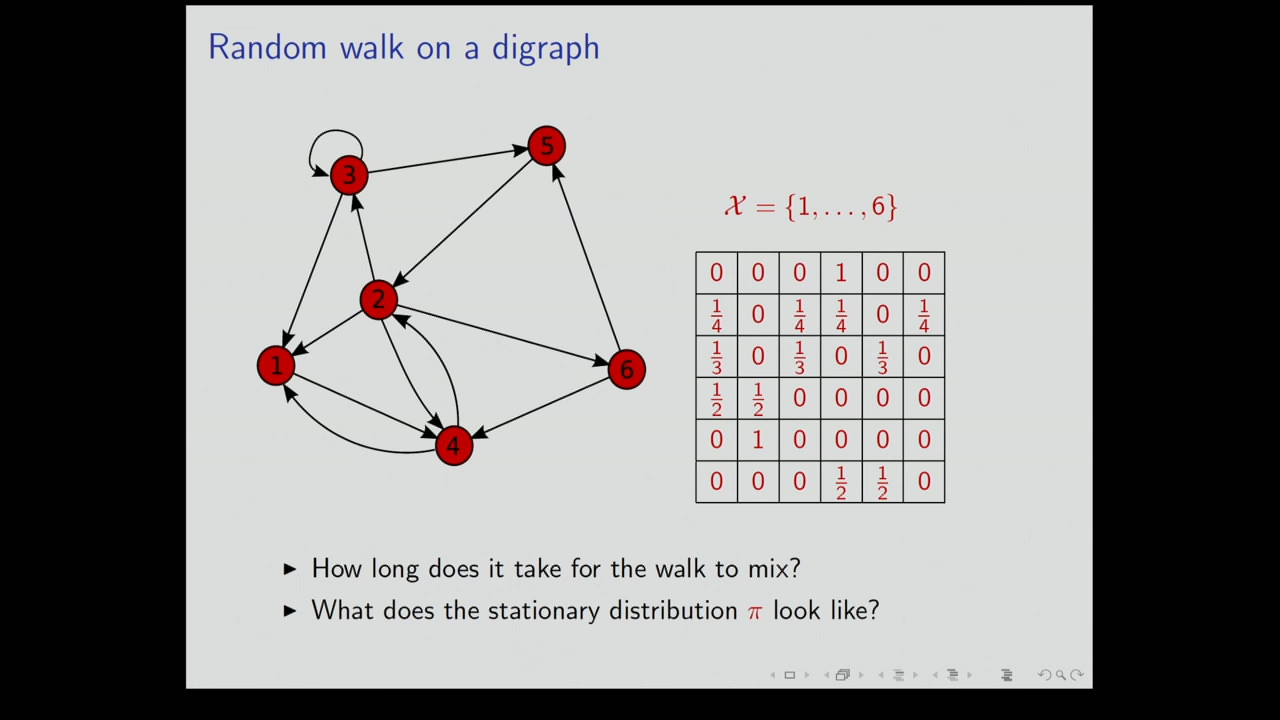 Random walk on a digraph
3
5
2
1
6
4
𝒳 = {1, . . . , 6}
0 0 0 1 0 0
1/4 0 1/4 1/4 0 1/4
1/3 0 1/3 0 1/3 0
1/2 1/2 0 0 0 0
0 1 0 0 0 0
0 0 0 1/2 1/2 0
► How long does it take for the walk to mix?
► What does the stationary distribution π look like?